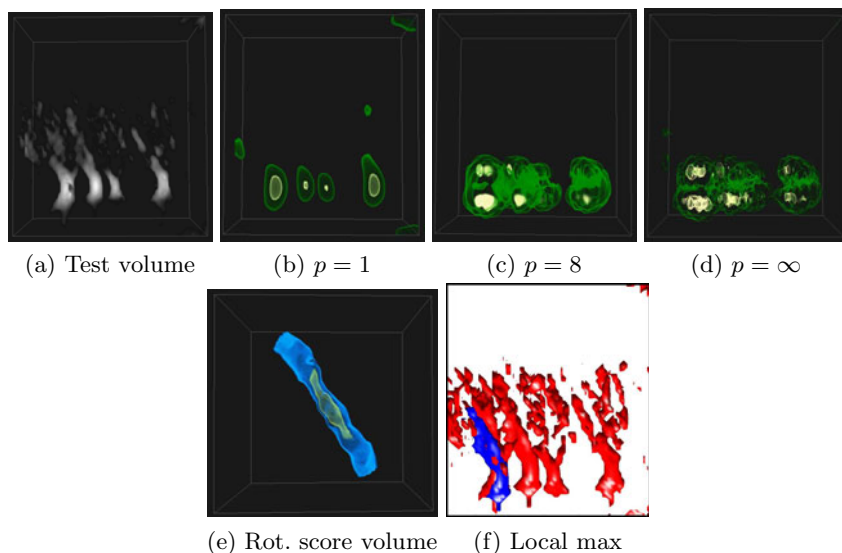 (a) Test volume (b) p = 1 (c) p = 8 (d) p = ∞
(e) Rot. score volume (f) Local max